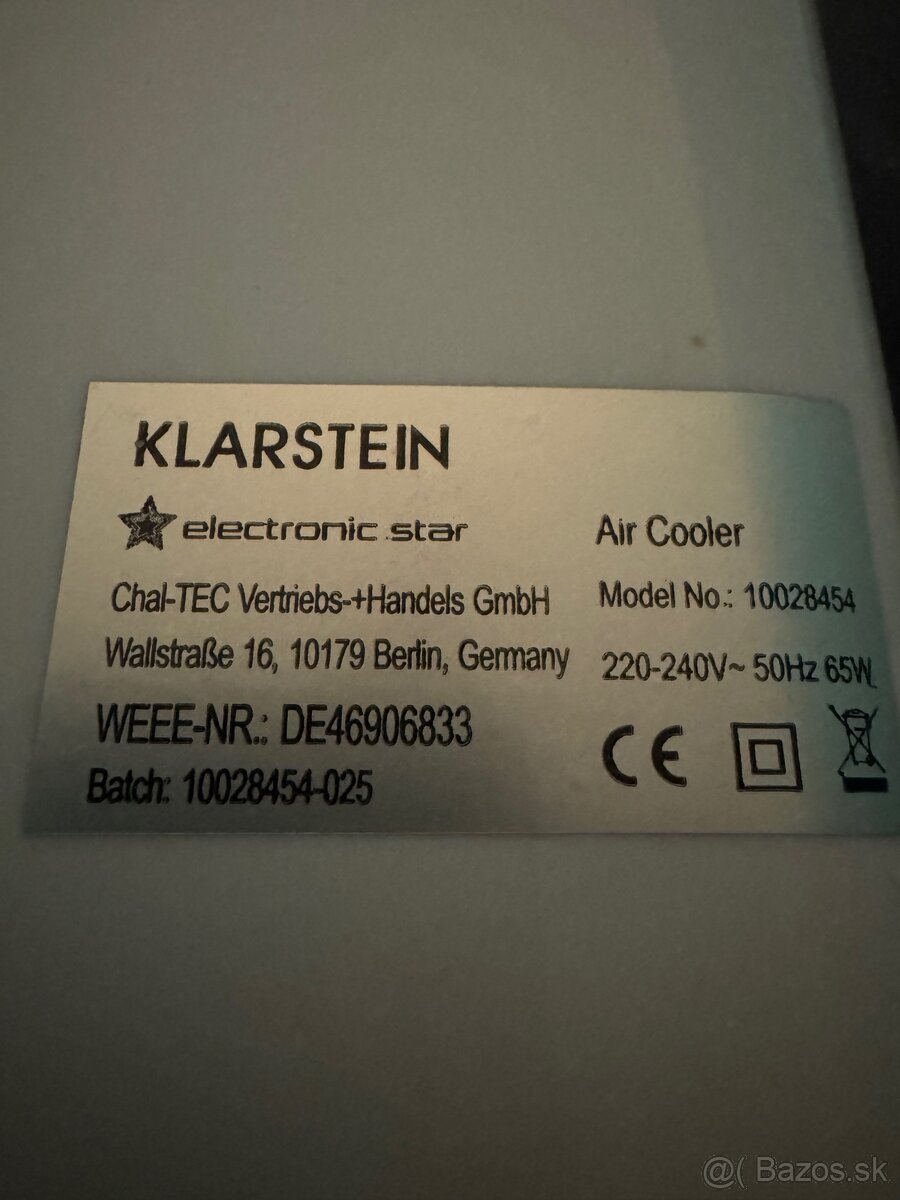 KLARSTEIN
electronic star
Chal-TEC Vertriebs-+Handels GmbH
Wallstraße 16, 10179 Berlin, Germany
WEEE-NR.: DE46906833
Batch: 10028454-025
Air Cooler
Model No.: 10028454
220-240V~ 50Hz 65W
CE
@( Bazos.sk